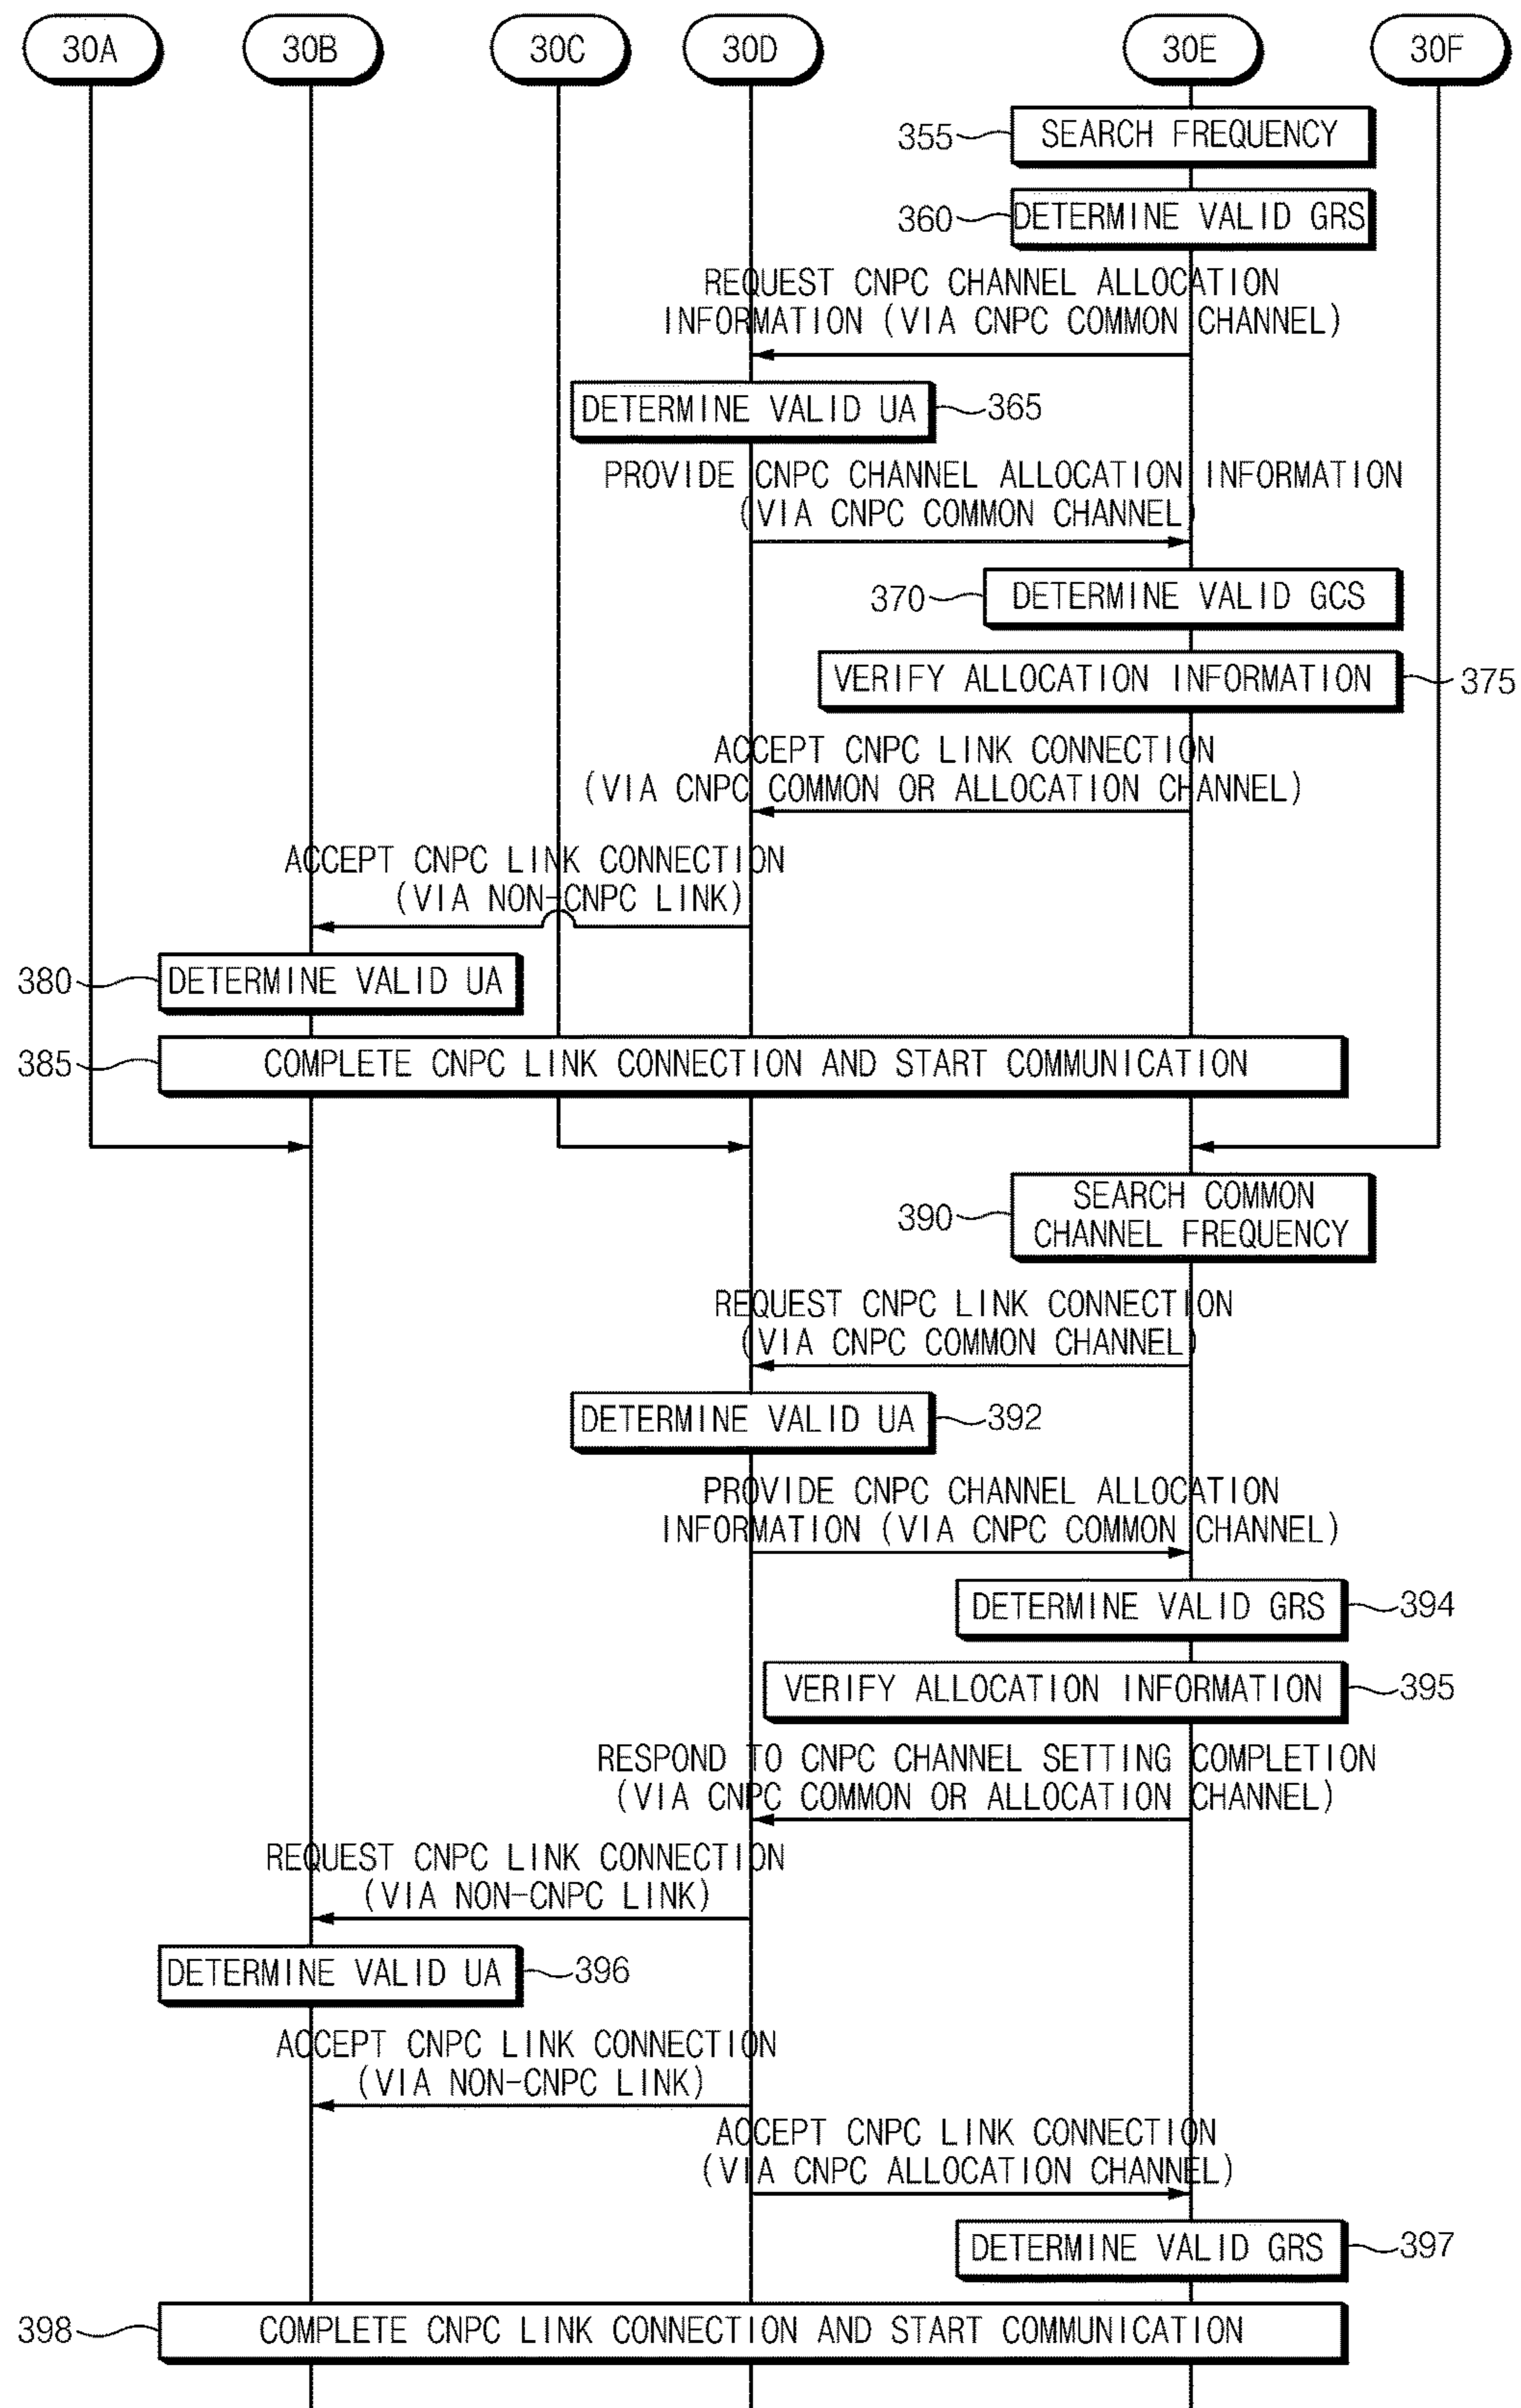 30A 30B 30C 30D 30E 30F
355 SEARCH FREQUENCY
360 DETERMINE VALID GRS
REQUEST CNPC CHANNEL ALLOCATION
INFORMATION (VIA CNPC COMMON CHANNEL)
DETERMINE VALID UA 365
PROVIDE CNPC CHANNEL ALLOCATION INFORMATION
(VIA CNPC COMMON CHANNEL)
370 DETERMINE VALID GCS
VERIFY ALLOCATION INFORMATION 375
ACCEPT CNPC LINK CONNECTION
(VIA CNPC COMMON OR ALLOCATION CHANNEL)
ACCEPT CNPC LINK CONNECTION
(VIA NON-CNPC LINK)
380 DETERMINE VALID UA
385 COMPLETE CNPC LINK CONNECTION AND START COMMUNICATION
SEARCH COMMON
390 CHANNEL FREQUENCY
REQUEST CNPC LINK CONNECTION
(VIA CNPC COMMON CHANNEL)
DETERMINE VALID UA 392
PROVIDE CNPC CHANNEL ALLOCATION
INFORMATION (VIA CNPC COMMON CHANNEL)
DETERMINE VALID GRS 394
VERIFY ALLOCATION INFORMATION 395
RESPOND TO CNPC CHANNEL SETTING COMPLETION
(VIA CNPC COMMON OR ALLOCATION CHANNEL)
REQUEST CNPC LINK CONNECTION
(VIA NON-CNPC LINK)
DETERMINE VALID UA 396
ACCEPT CNPC LINK CONNECTION
(VIA NON-CNPC LINK)
ACCEPT CNPC LINK CONNECTION
(VIA CNPC ALLOCATION CHANNEL)
DETERMINE VALID GRS 397
398 COMPLETE CNPC LINK CONNECTION AND START COMMUNICATION